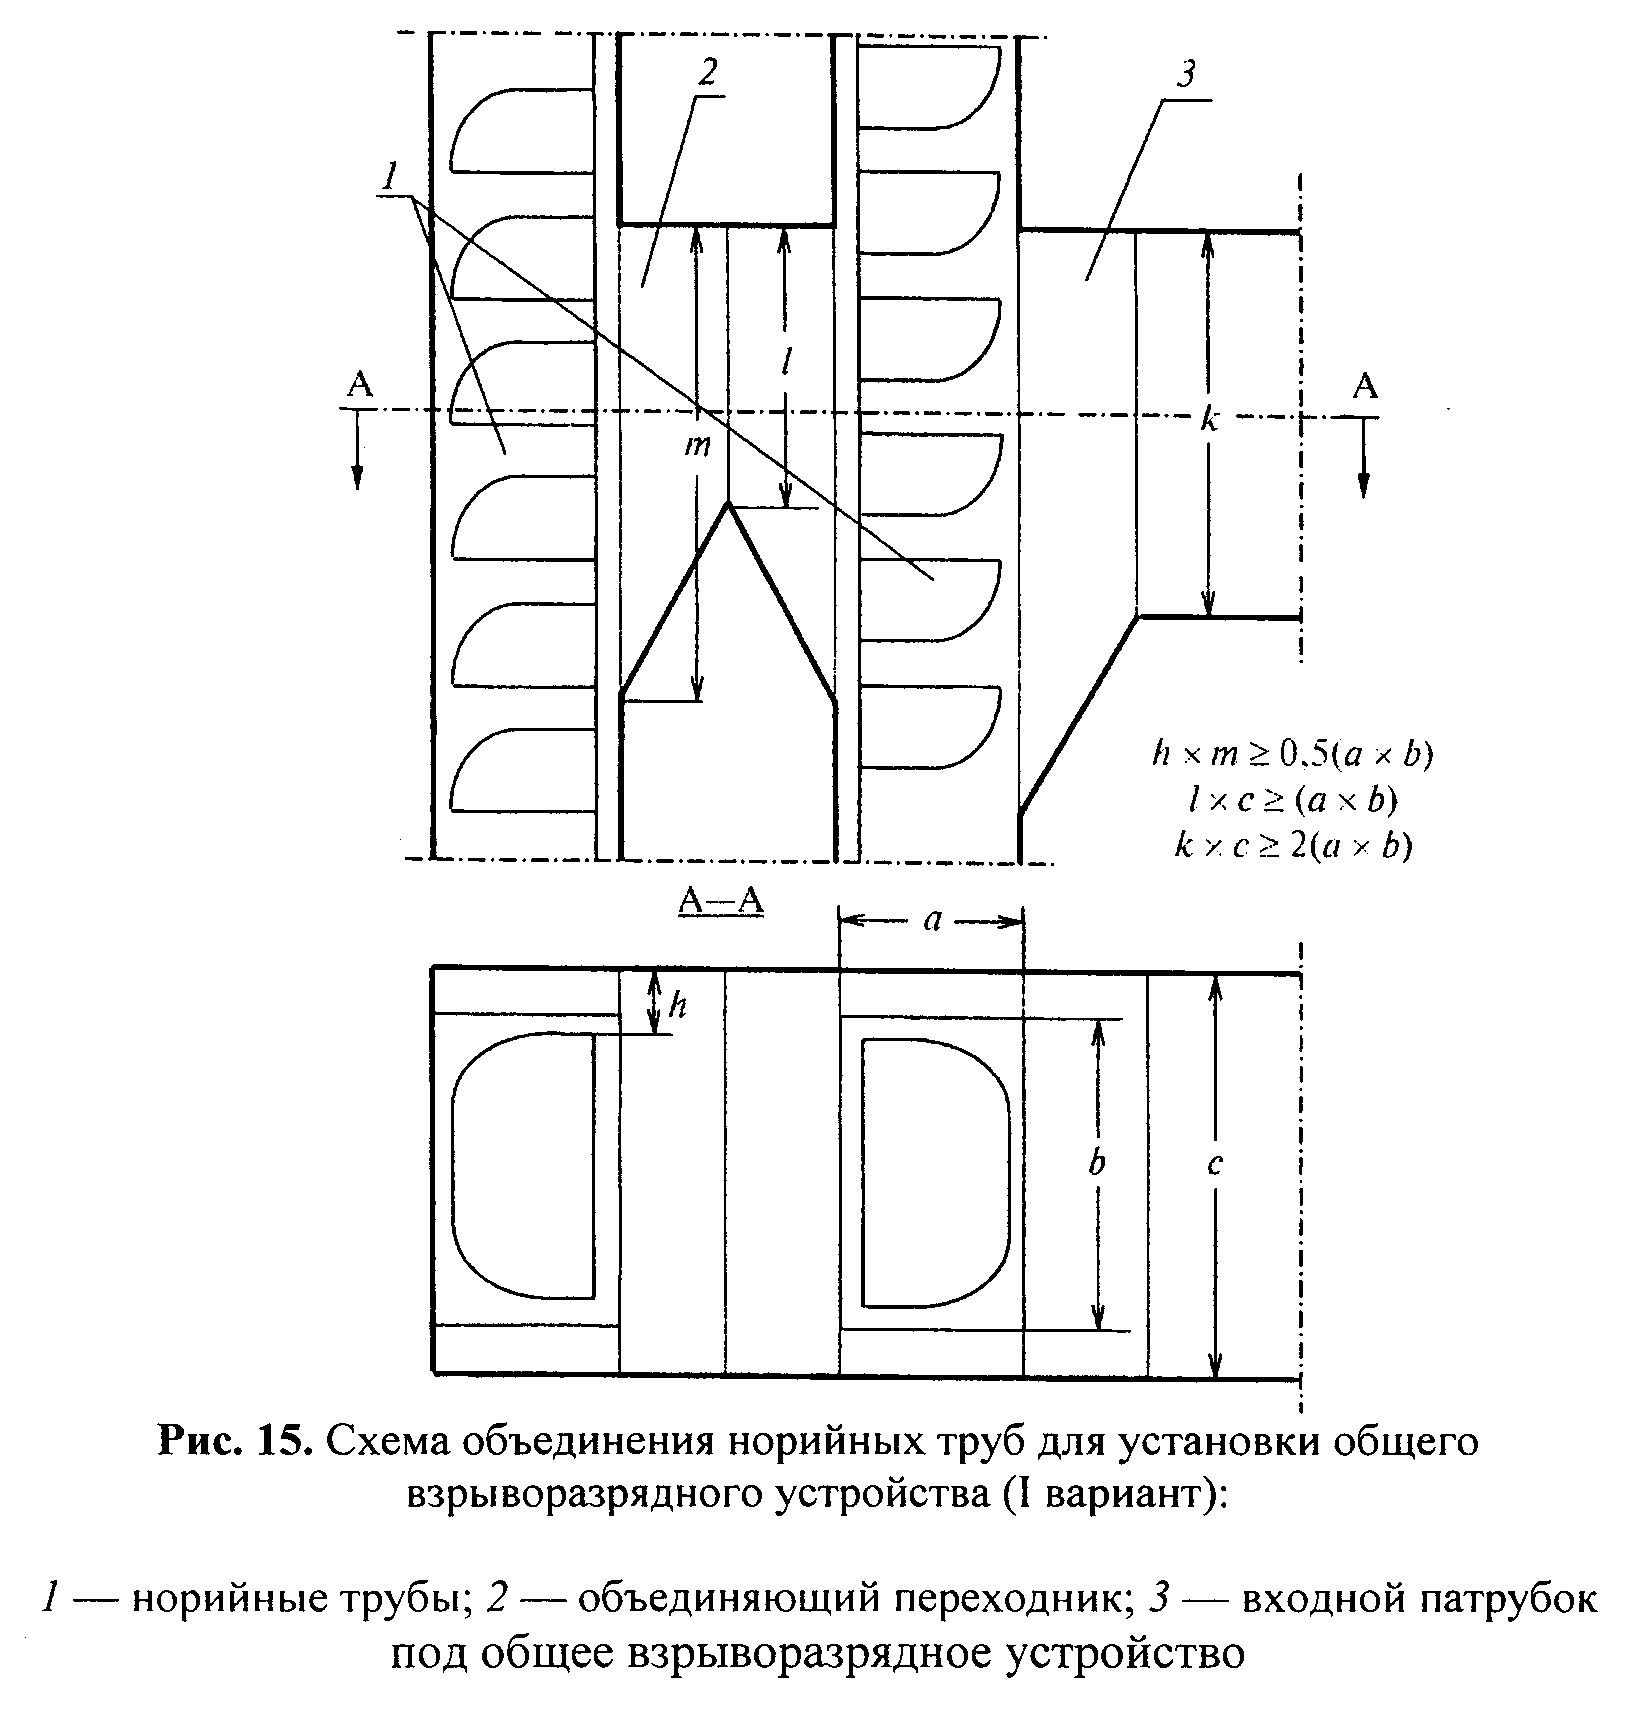 2
3
1
l
A
A
m
k
h × m ≥ 0,5(a × b)
l × c ≥ (a × b)
k × c ≥ 2(a × b)
А—А
a
h
b
c
Рис. 15. Схема объединения норийных труб для установки общего
взрыворазрядного устройства (I вариант):
1 — норийные трубы; 2 — объединяющий переходник; 3 — входной патрубок
под общее взрыворазрядное устройство